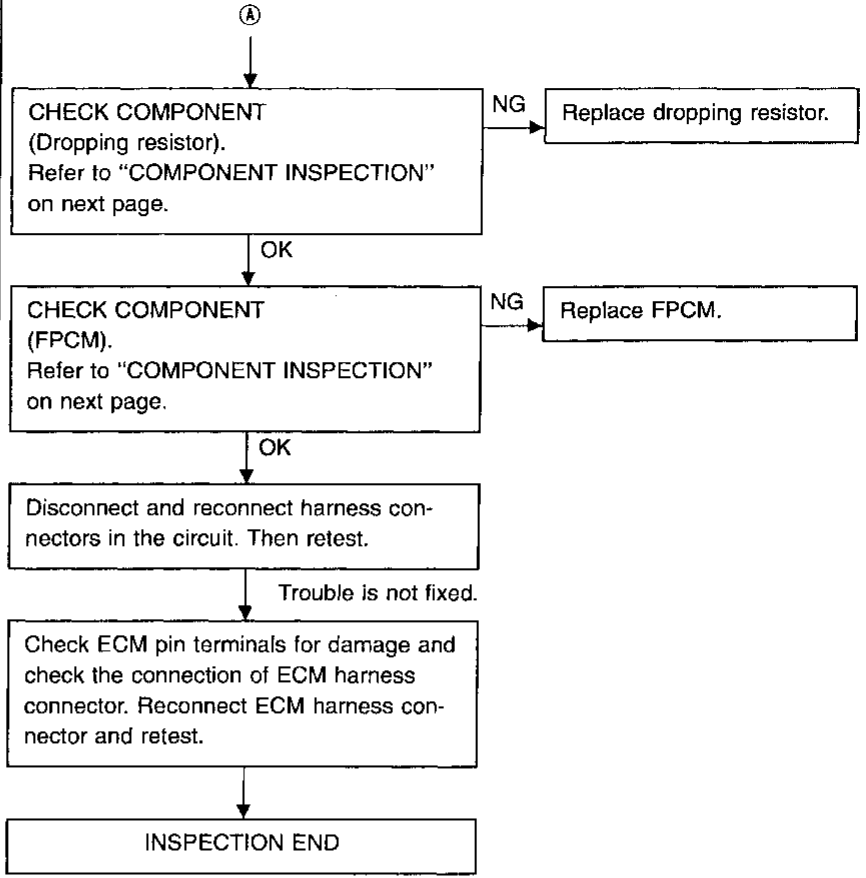 Ⓐ
CHECK COMPONENT
(Dropping resistor).
Refer to "COMPONENT INSPECTION"
on next page.
NG
Replace dropping resistor.
OK
CHECK COMPONENT
(FPCM).
Refer to "COMPONENT INSPECTION"
on next page.
NG
Replace FPCM.
OK
Disconnect and reconnect harness con-
nectors in the circuit. Then retest.
Trouble is not fixed.
Check ECM pin terminals for damage and
check the connection of ECM harness
connector. Reconnect ECM harness con-
nector and retest.
INSPECTION END